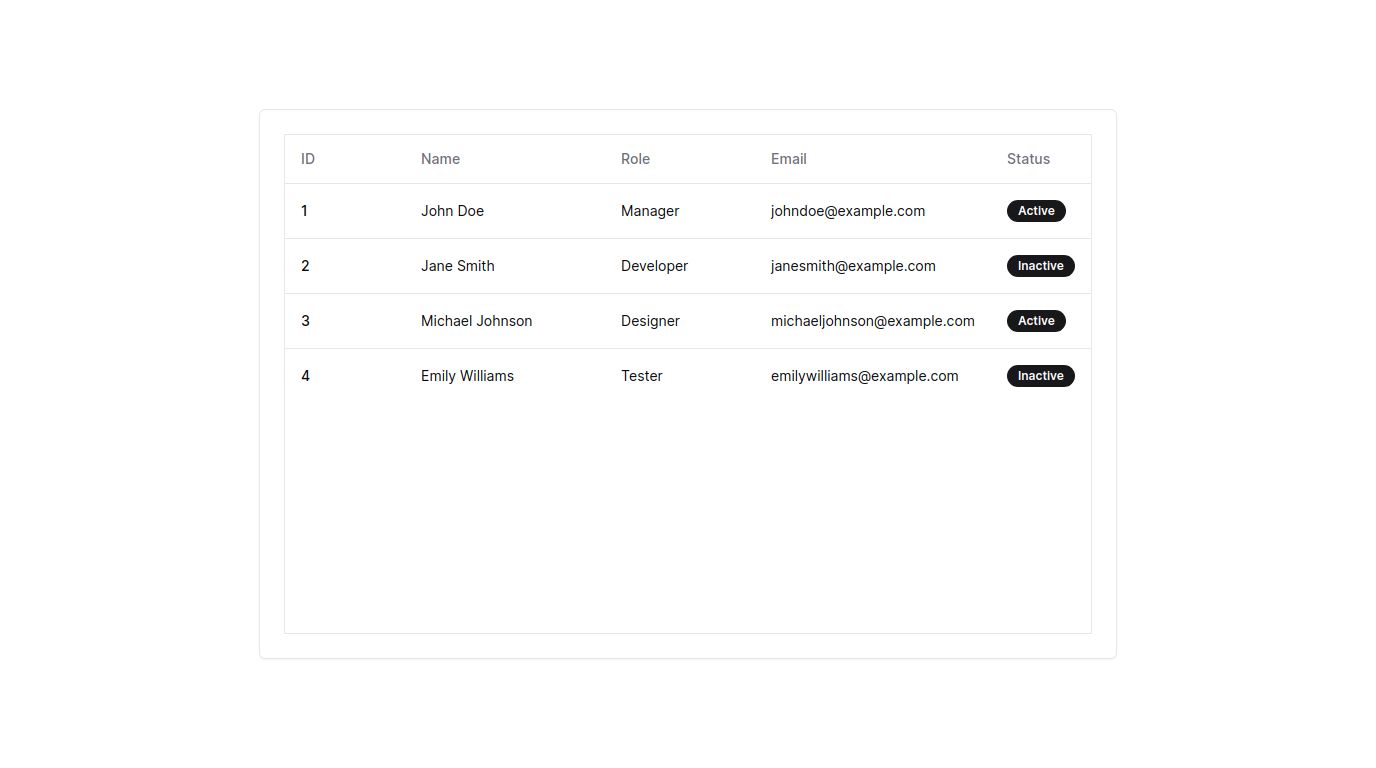 ID Name Role Email Status
1 John Doe Manager johndoe@example.com Active
2 Jane Smith Developer janesmith@example.com Inactive
3 Michael Johnson Designer michaeljohnson@example.com Active
4 Emily Williams Tester emilywilliams@example.com Inactive